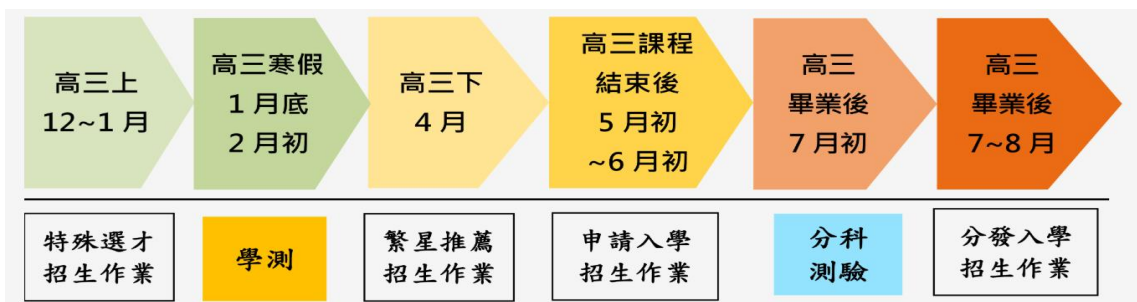 高三上
12~1 月
高三寒假
1 月底
2 月初
高三下
4 月
高三課程
結束後
5 月初
~6 月初
高三
畢業後
7 月初
高三
畢業後
7~8 月
特殊選才
招生作業
學測
繁星推薦
招生作業
申請入學
招生作業
分科
測驗
分發入學
招生作業